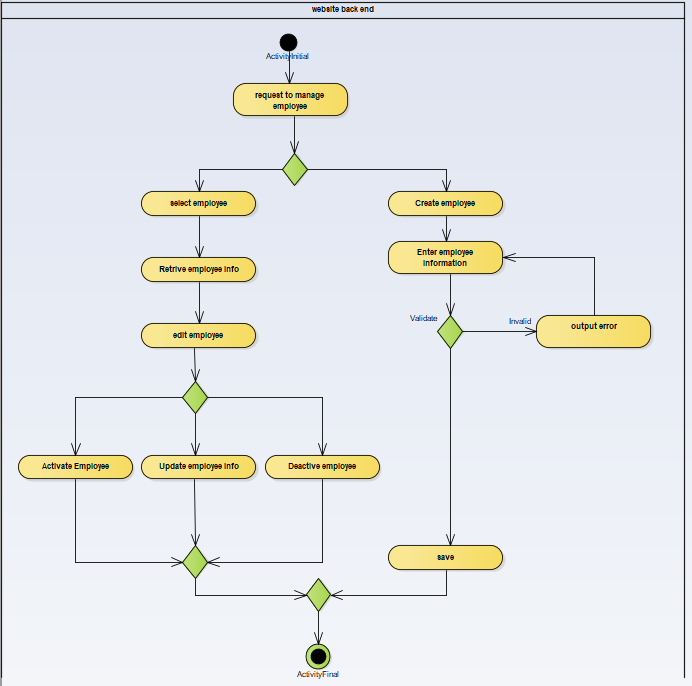 website back end
ActivityInitial
request to manage
employee
select employee
Create employee
Retrive employee info
Enter employee
information
edit employee
Validate
Invalid
output error
Activate Employee
Update employee info
Deactive employee
save
ActivityFinal